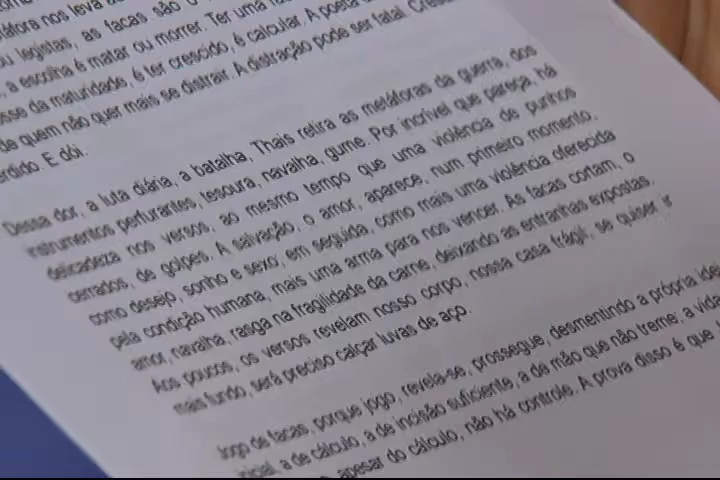 áfora nos leva a
ou legistas, as facas são o
, a escolha é matar ou morrer. Ter uma
sse da maturidade, é ter crescido, é calcular. A poeta
de quem não quer mais se distrair. A distração pode ser fatal.
rdido. E dói.
Dessa dor, a luta diária, a batalha, Thais retira as metáforas da guerra, dos
instrumentos perfurantes, tesoura, navalha, gume. Por incrível que pareça, há
delicadeza nos versos, ao mesmo tempo que uma violência de punhos
cerrados, de golpes. A salvação, o amor, aparece, num primeiro momento,
como desejo, sonho e sexo; em seguida, como mais uma violência oferecida
pela condição humana, mais uma arma para nos vencer. As facas cortam, o
amor, navalha, rasga na fragilidade da carne, deixando as entranhas expostas.
Aos poucos, os versos revelam nosso corpo, nossa casa frágil; se quiser ir
mais fundo, será preciso calçar luvas de aço.
Jogo de facas, porque jogo, revela-se, prossegue, desmentindo a própria idei
inicial, a de cálculo, a de incisão suficiente, a de mão que não treme; a vida
apesar do cálculo, não há controle. A prova disso é que